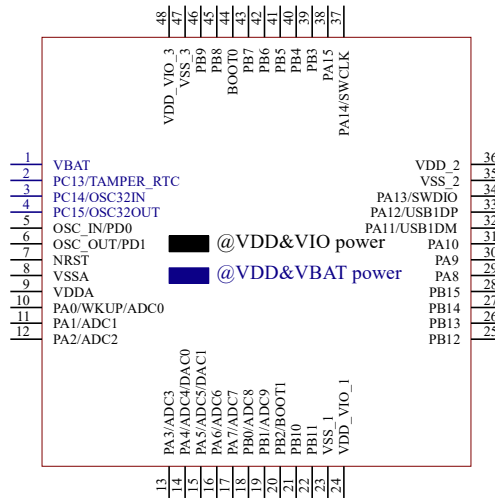 48
47
46
45
44
43
42
41
40
39
38
37
VDD_VIO_3
VSS_3
PB9
PB8
BOOT0
PB7
PB6
PB5
PB4
PB3
PA15
PA14/SWCLK
1 VBAT
2 PC13/TAMPER_RTC
3 PC14/OSC32IN
4 PC15/OSC32OUT
5 OSC_IN/PD0
6 OSC_OUT/PD1
7 NRST
8 VSSA
9 VDDA
10 PA0/WKUP/ADC0
11 PA1/ADC1
12 PA2/ADC2
@VDD&VIO power
@VDD&VBAT power
VDD_2 36
VSS_2 35
PA13/SWDIO 34
PA12/USB1DP 33
PA11/USB1DM 32
PA10 31
PA9 30
PA8 29
PB15 28
PB14 27
PB13 26
PB12 25
PA3/ADC3
PA4/ADC4/DAC0
PA5/ADC5/DAC1
PA6/ADC6
PA7/ADC7
PB0/ADC8
PB1/ADC9
PB2/BOOT1
PB10
PB11
VSS_1
VDD_VIO_1
13
14
15
16
17
18
19
20
21
22
23
24